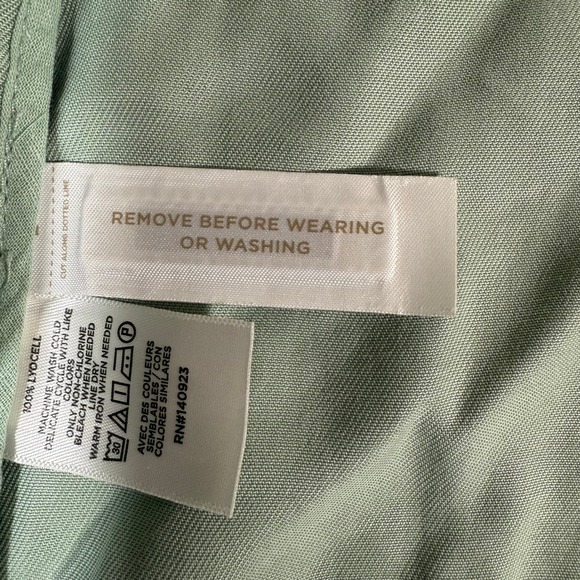 CUT ALONG DOTTED LINE
REMOVE BEFORE WEARING
OR WASHING
100% LYOCELL
MACHINE WASH COLD
DELICATE CYCLE WITH LIKE
COLORS
ONLY NON-CHLORINE
BLEACH WHEN NEEDED
LINE DRY
WARM IRON WHEN NEEDED
30 P
AVEC DES COULEURS
SEMBLABLES / CON
COLORES SIMILARES
RN#140923